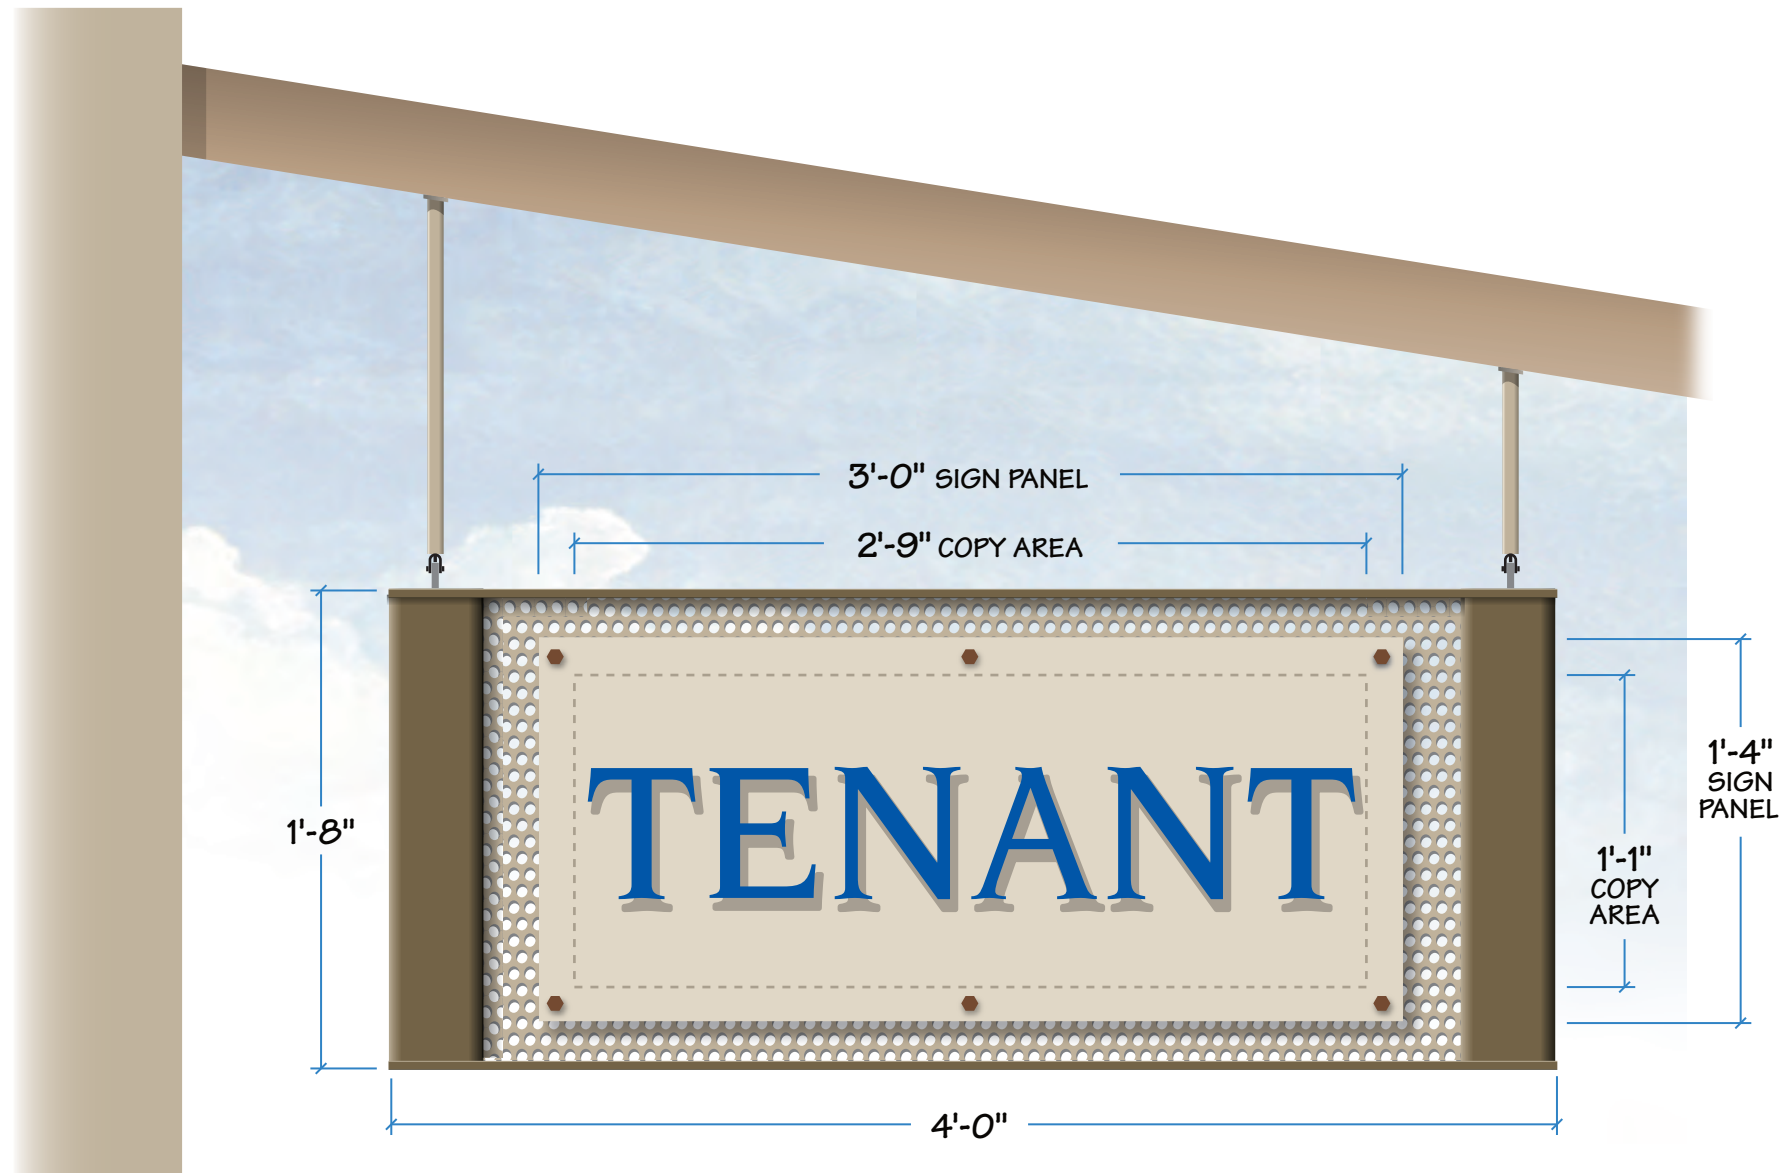 3'-0" SIGN PANEL
2'-9" COPY AREA
TENANT
1'-8"
1'-4"
SIGN
PANEL
1'-1"
COPY
AREA
4'-0"